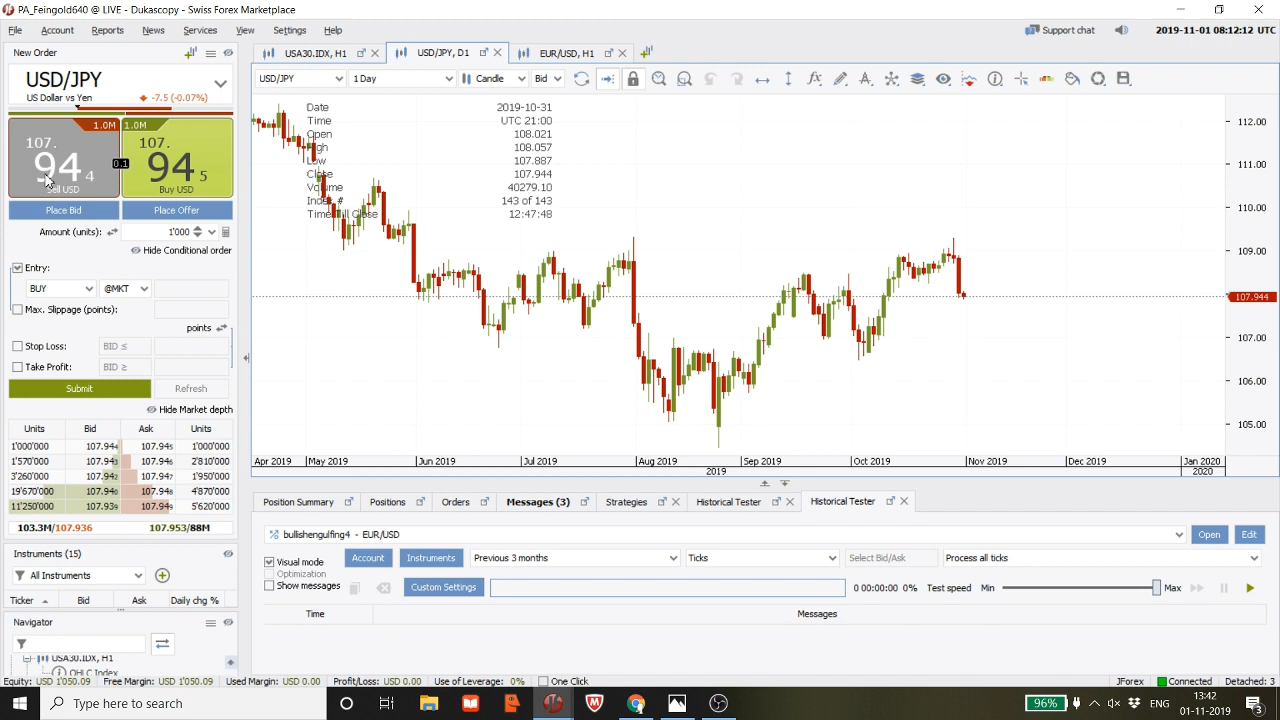 PA_Feingold640 @ LIVE - Dukascopy - Swiss Forex Marketplace
File Account Reports News Services View Settings Help Support chat 2019-11-01 08:12:12 UTC
New Order
USD/JPY
US Dollar vs Yen -7.5 (-0.07%)
1.0M 1.0M
107. 107.
94 4 0.1 94 5
Sell USD Buy USD
Place Bid Place Offer
Amount (units): 1'000
Hide Conditional order
Entry:
BUY @MKT
Max. Slippage (points):
points
Stop Loss: BID ≤
Take Profit: BID ≥
Submit Refresh
Hide Market depth
Units Bid Ask Units
1'000'000 107.944 107.945 1'000'000
1'570'000 107.943 107.946 2'810'000
3'260'000 107.942 107.947 1'950'000
19'670'000 107.940 107.948 4'870'000
11'250'000 107.939 107.949 5'620'000
103.3M/107.936 107.953/88M
Instruments (15)
All Instruments
Ticker Bid Ask Daily chg %
Navigator
USA30.IDX, H1
OHLC Index
USA30.IDX, H1 USD/JPY, D1 EUR/USD, H1
USD/JPY 1 Day Candle Bid
Date 2019-10-31
Time UTC 21:00
Open 108.021
High 108.057
Low 107.887
Close 107.944
Volume 40279.10
Index # 143 of 143
Time Till Close 12:47:48
112.00
111.00
110.00
109.00
107.944
107.00
106.00
105.00
Apr 2019 May 2019 Jun 2019 Jul 2019 Aug 2019 Sep 2019 Oct 2019 Nov 2019 Dec 2019 Jan 2020
2019 2020
Position Summary Positions Orders Messages (3) Strategies Historical Tester Historical Tester
bullishengulfing4 - EUR/USD Open Edit
Visual mode Account Instruments Previous 3 months Ticks Select Bid/Ask Process all ticks
Optimization
Show messages Custom Settings 0 00:00:00 0% Test speed Min Max
Time Messages
Equity: USD 1'050.09 Free Margin: USD 1'050.09 Used Margin: USD 0.00 Profit/Loss: USD 0.00 Use of Leverage: 0% One Click JForex Connected Detached: 3
Type here to search 96% ENG 13:42
01-11-2019 3